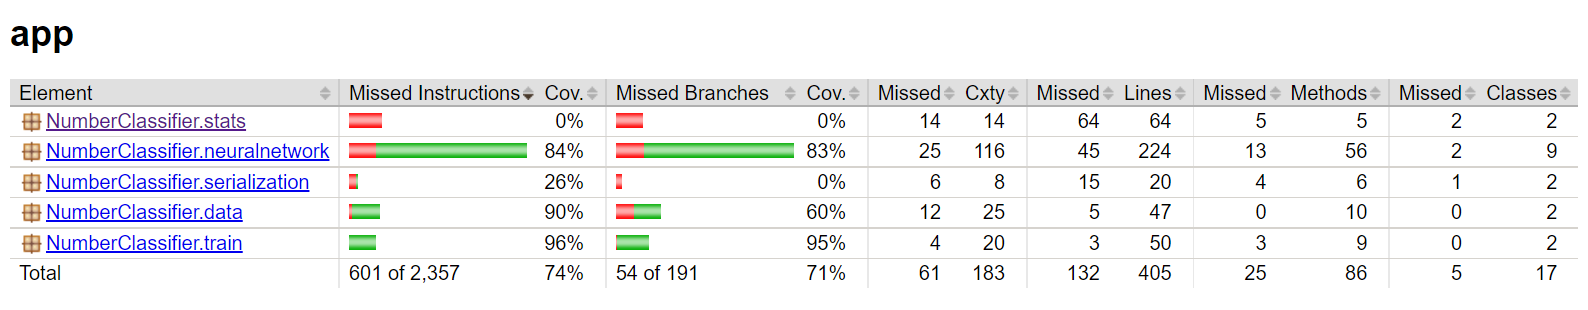 app
Element Missed Instructions Cov. Missed Branches Cov. Missed Cxty Missed Lines Missed Methods Missed Classes
NumberClassifier.stats 0% 0% 14 14 64 64 5 5 2 2
NumberClassifier.neuralnetwork 84% 83% 25 116 45 224 13 56 2 9
NumberClassifier.serialization 26% 0% 6 8 15 20 4 6 1 2
NumberClassifier.data 90% 60% 12 25 5 47 0 10 0 2
NumberClassifier.train 96% 95% 4 20 3 50 3 9 0 2
Total 601 of 2,357 74% 54 of 191 71% 61 183 132 405 25 86 5 17